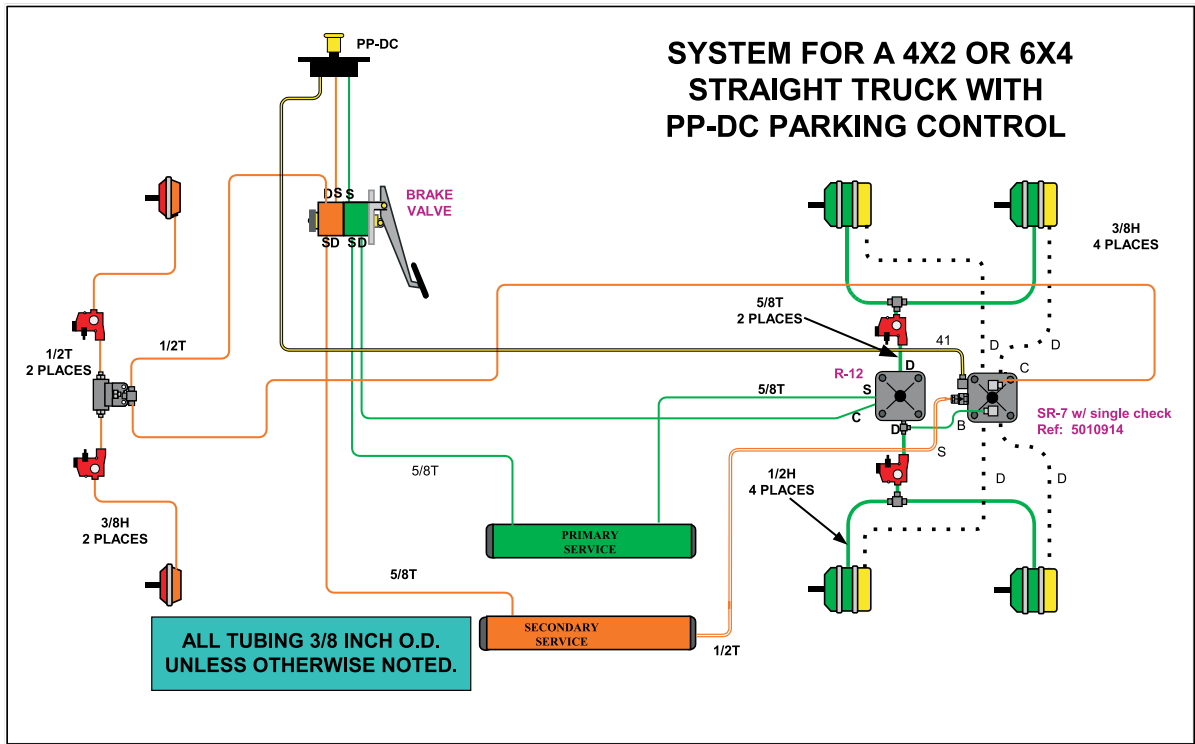 SYSTEM FOR A 4X2 OR 6X4
STRAIGHT TRUCK WITH
PP-DC PARKING CONTROL
PP-DC
D S S
BRAKE
VALVE
S D S D
3/8H
4 PLACES
5/8T
2 PLACES
1/2T
2 PLACES
1/2T
41
D
D
D
C
R-12
S
5/8T
C
SR-7 w/ single check
Ref: 5010914
D
B
S
5/8T
D
D
1/2H
4 PLACES
3/8H
2 PLACES
PRIMARY
SERVICE
5/8T
SECONDARY
SERVICE
1/2T
ALL TUBING 3/8 INCH O.D.
UNLESS OTHERWISE NOTED.